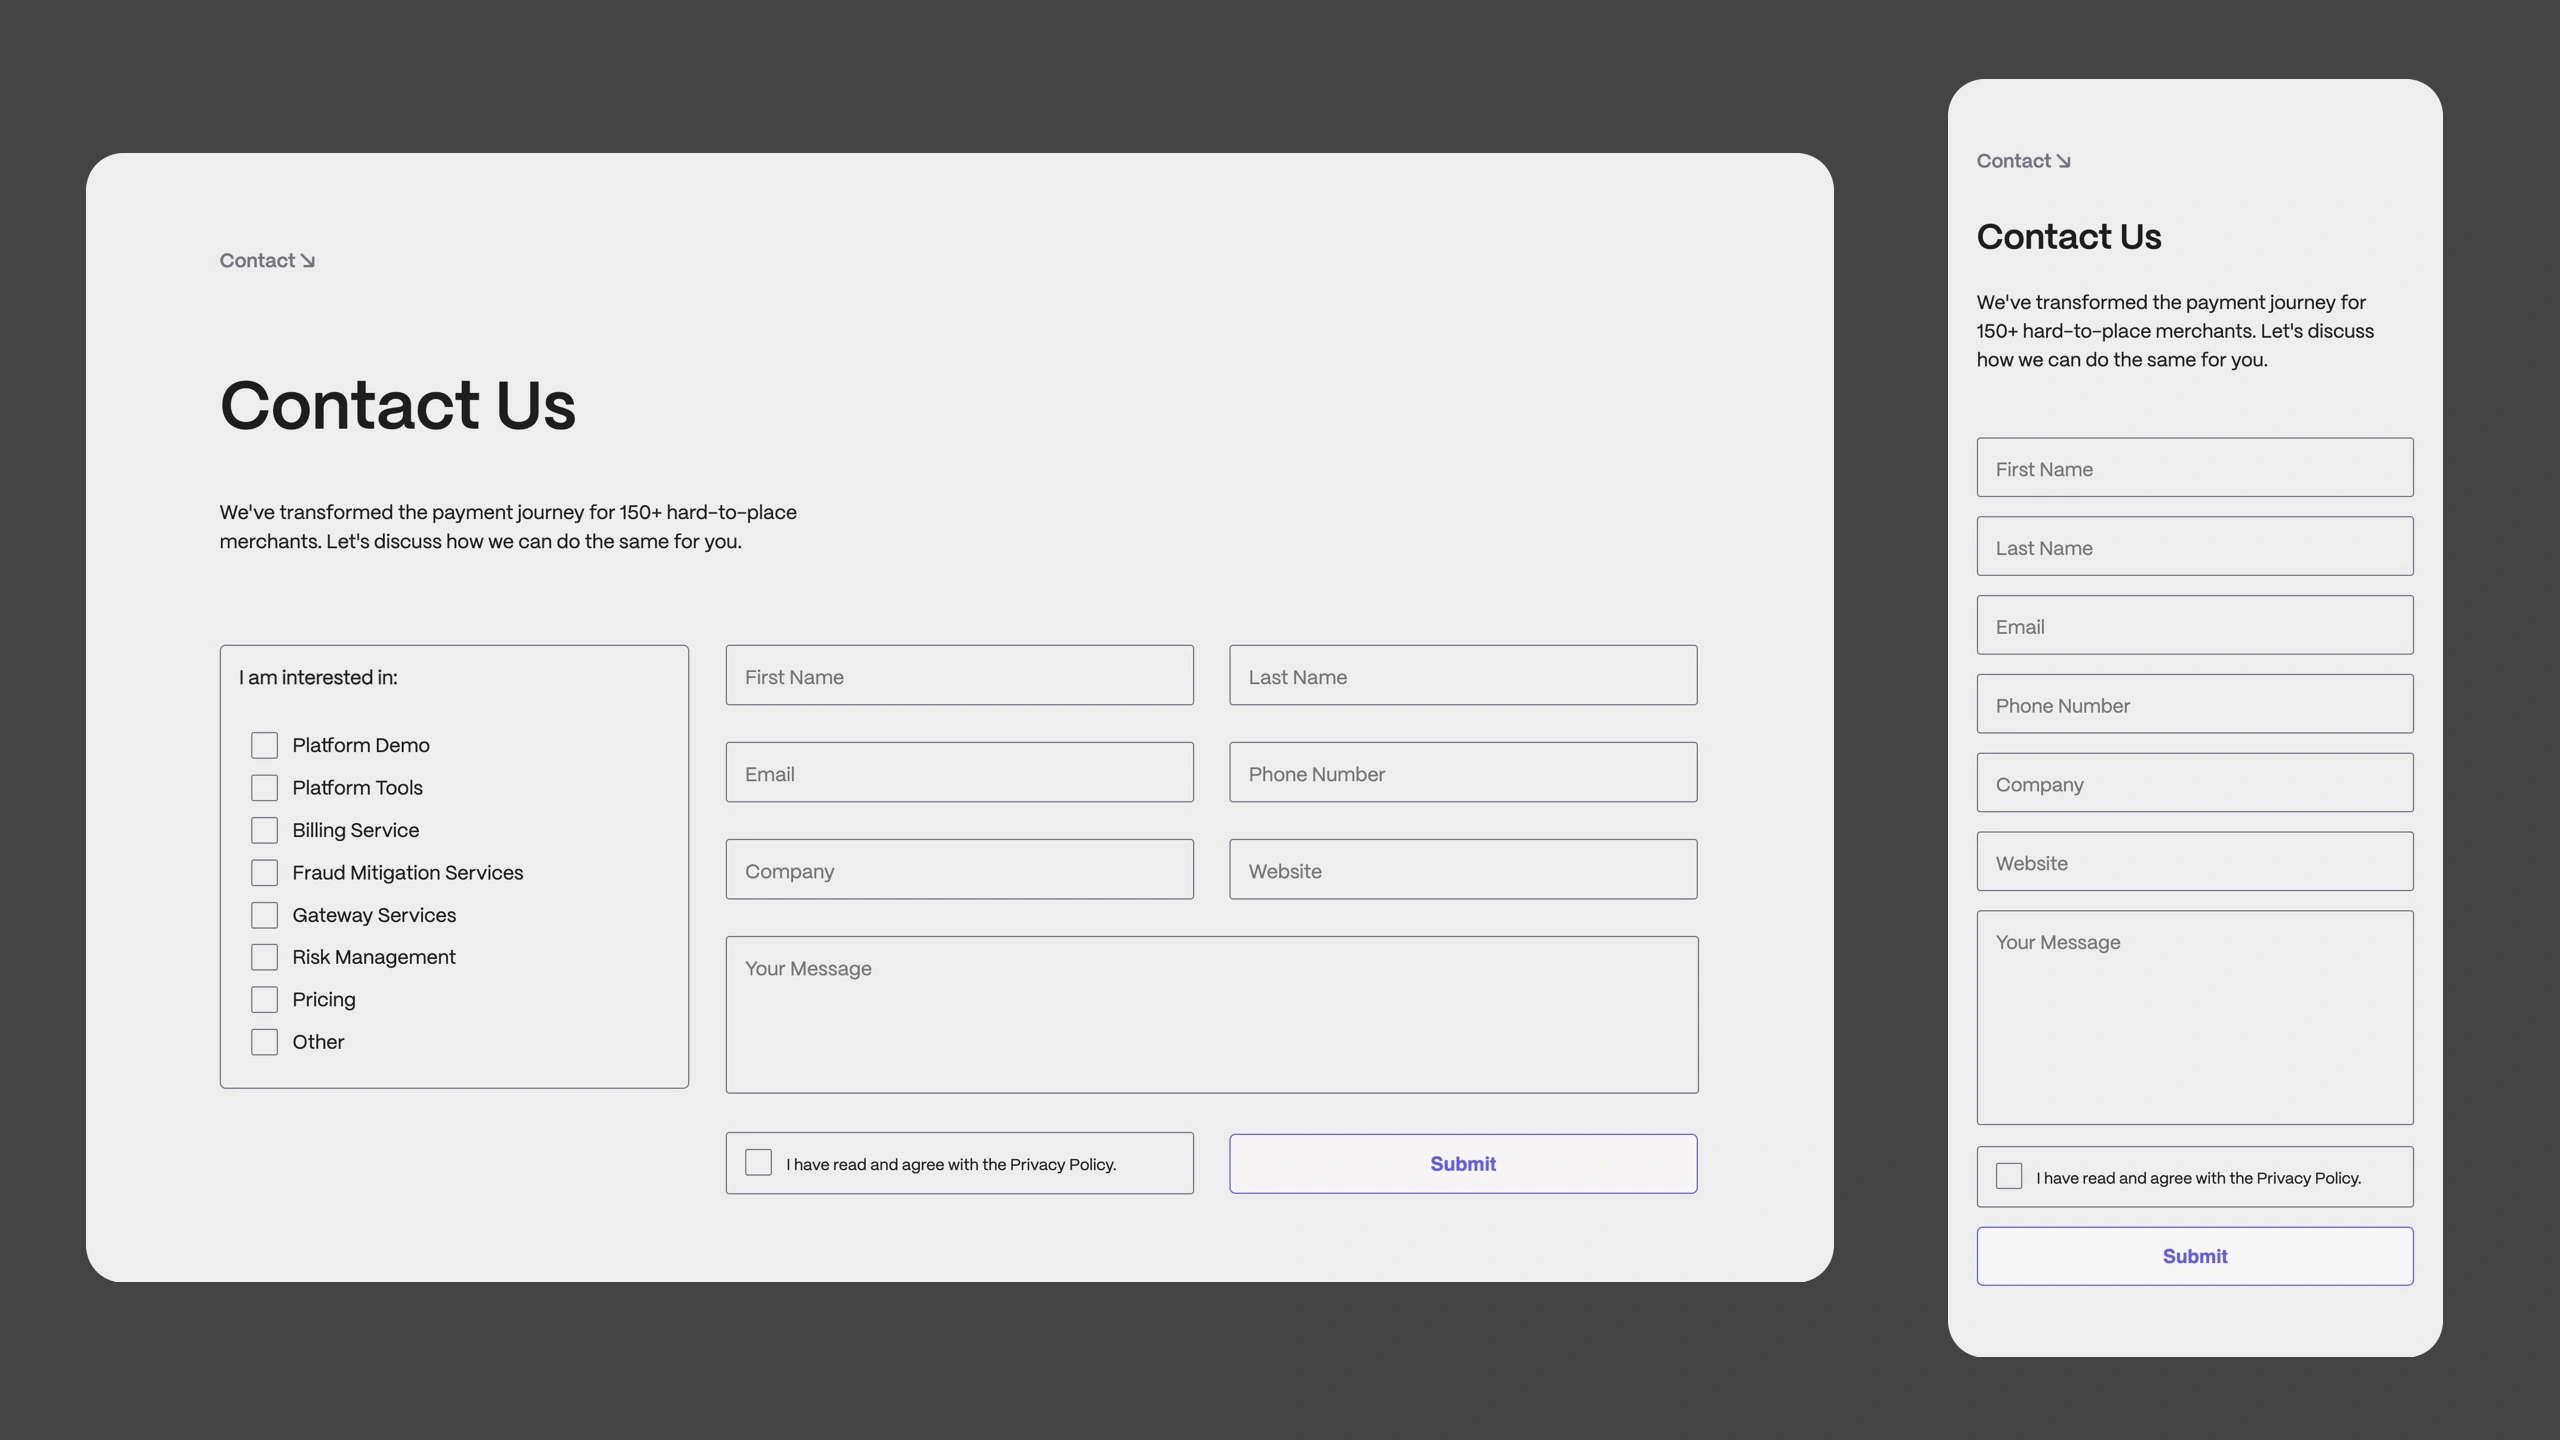 Contact ↘
Contact Us
We've transformed the payment journey for 150+ hard-to-place
merchants. Let's discuss how we can do the same for you.
I am interested in:
Platform Demo
Platform Tools
Billing Service
Fraud Mitigation Services
Gateway Services
Risk Management
Pricing
Other
First Name
Last Name
Email
Phone Number
Company
Website
Your Message
I have read and agree with the Privacy Policy.
Submit
Contact ↘
Contact Us
We've transformed the payment journey for
150+ hard-to-place merchants. Let's discuss
how we can do the same for you.
First Name
Last Name
Email
Phone Number
Company
Website
Your Message
I have read and agree with the Privacy Policy.
Submit